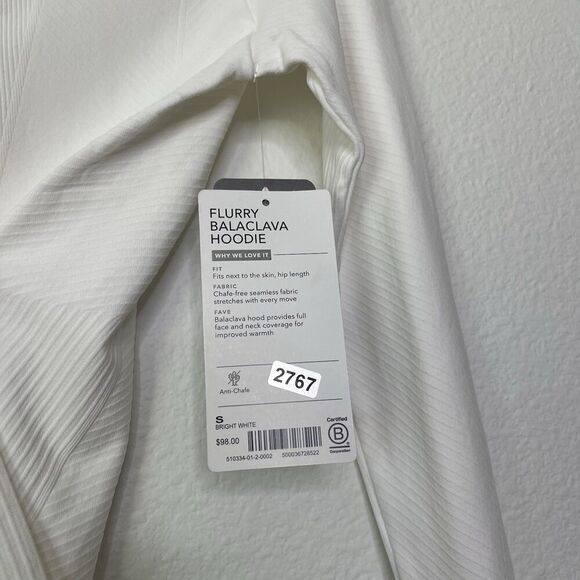 FLURRY
BALACLAVA
HOODIE
WHY WE LOVE IT
FIT
Fits next to the skin, hip length
FABRIC
Chafe-free seamless fabric
stretches with every move
FAVE
Balaclava hood provides full
face and neck coverage for
improved warmth
Anti-Chafe
2767
S
BRIGHT WHITE
$98.00
510334-01-2-0002 500036728522
Certified
B
Corporation